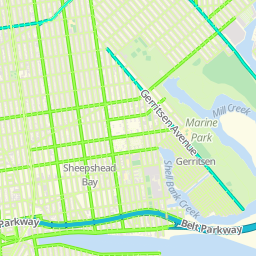 Mill Creek
Gerritsen Avenue
Marine
Park
Gerritsen
Sheepshead
Bay
Shell Bank Creek
Parkway
Belt Parkway